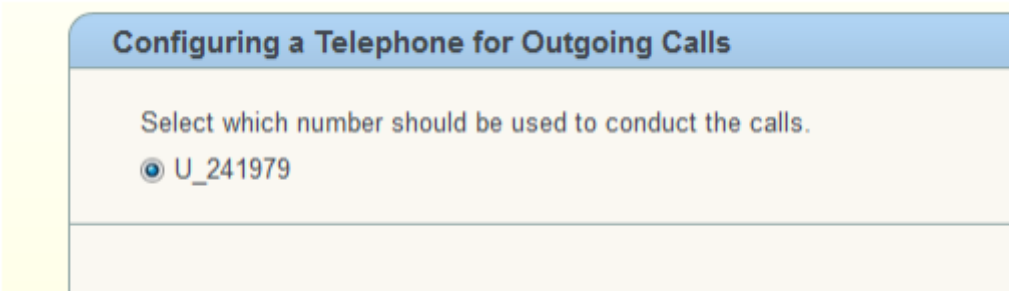 Configuring a Telephone for Outgoing Calls
Select which number should be used to conduct the calls.
U_241979